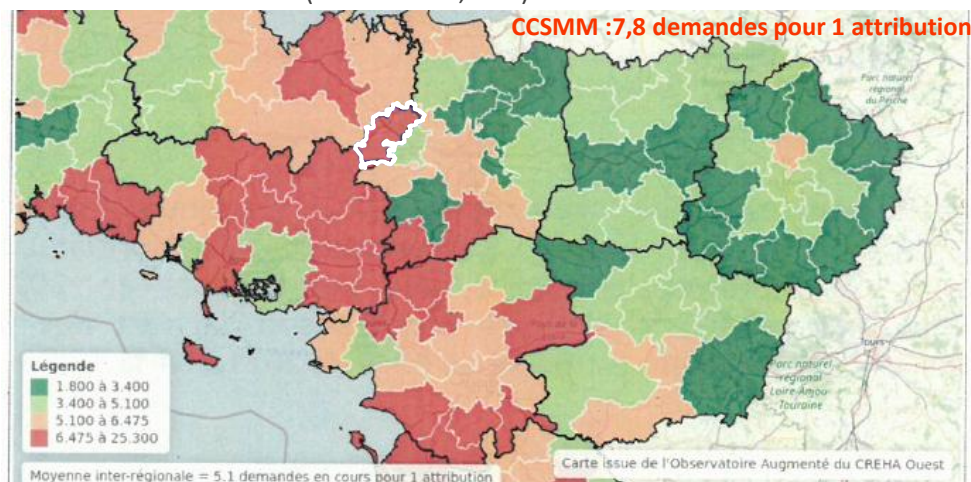 CCSMM :7,8 demandes pour 1 attribution
Parc naturel
régional
du Perche
Tours
Parc naturel
régional
Loire-Anjou-
Touraine
Légende
1.800 à 3.400
3.400 à 5.100
5.100 à 6.475
6.475 à 25.300
Moyenne inter-régionale = 5.1 demandes en cours pour 1 attribution
Carte issue de l'Observatoire Augmenté du CREHA Ouest